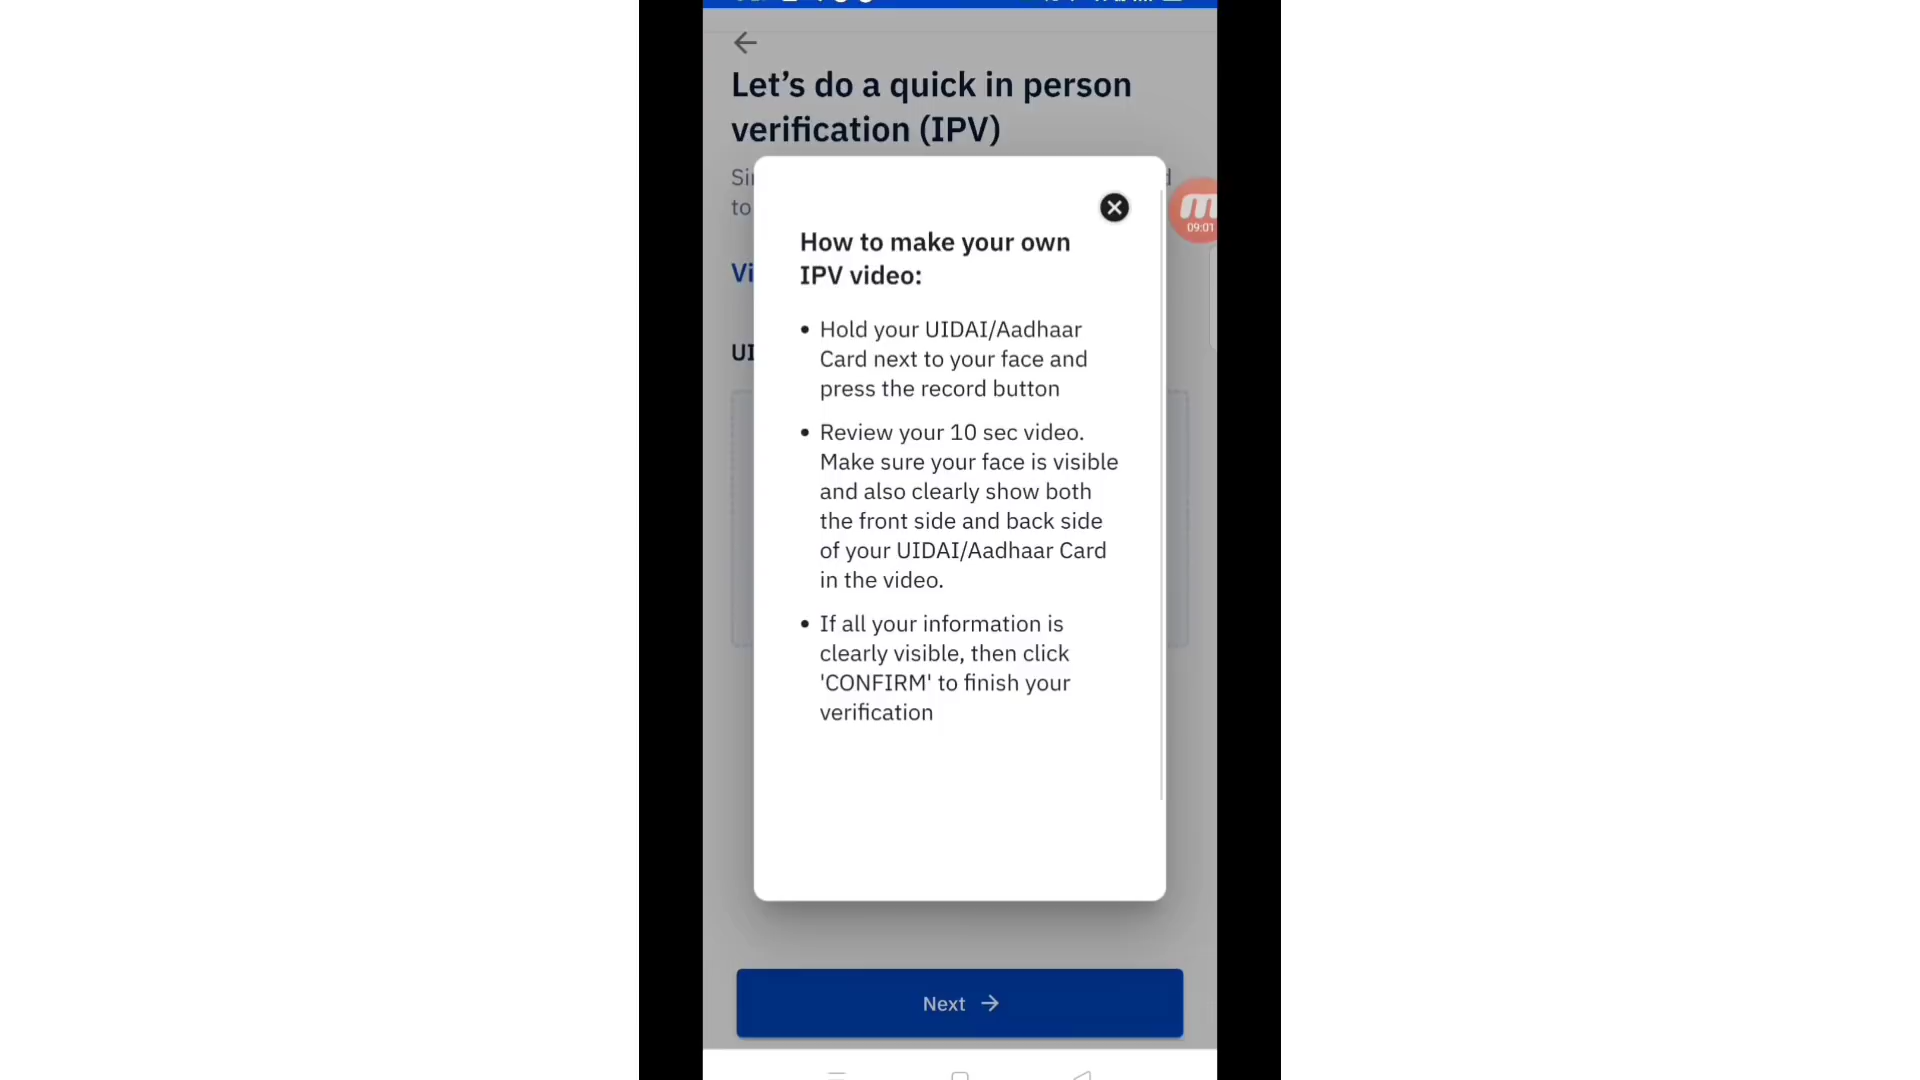 Let's do a quick in person
verification (IPV)
to
How to make your own
IPV video:
• Hold your UIDAI/Aadhaar
Card next to your face and
press the record button
• Review your 10 sec video.
Make sure your face is visible
and also clearly show both
the front side and back side
of your UIDAI/Aadhaar Card
in the video.
• If all your information is
clearly visible, then click
'CONFIRM' to finish your
verification
09:01
Next →